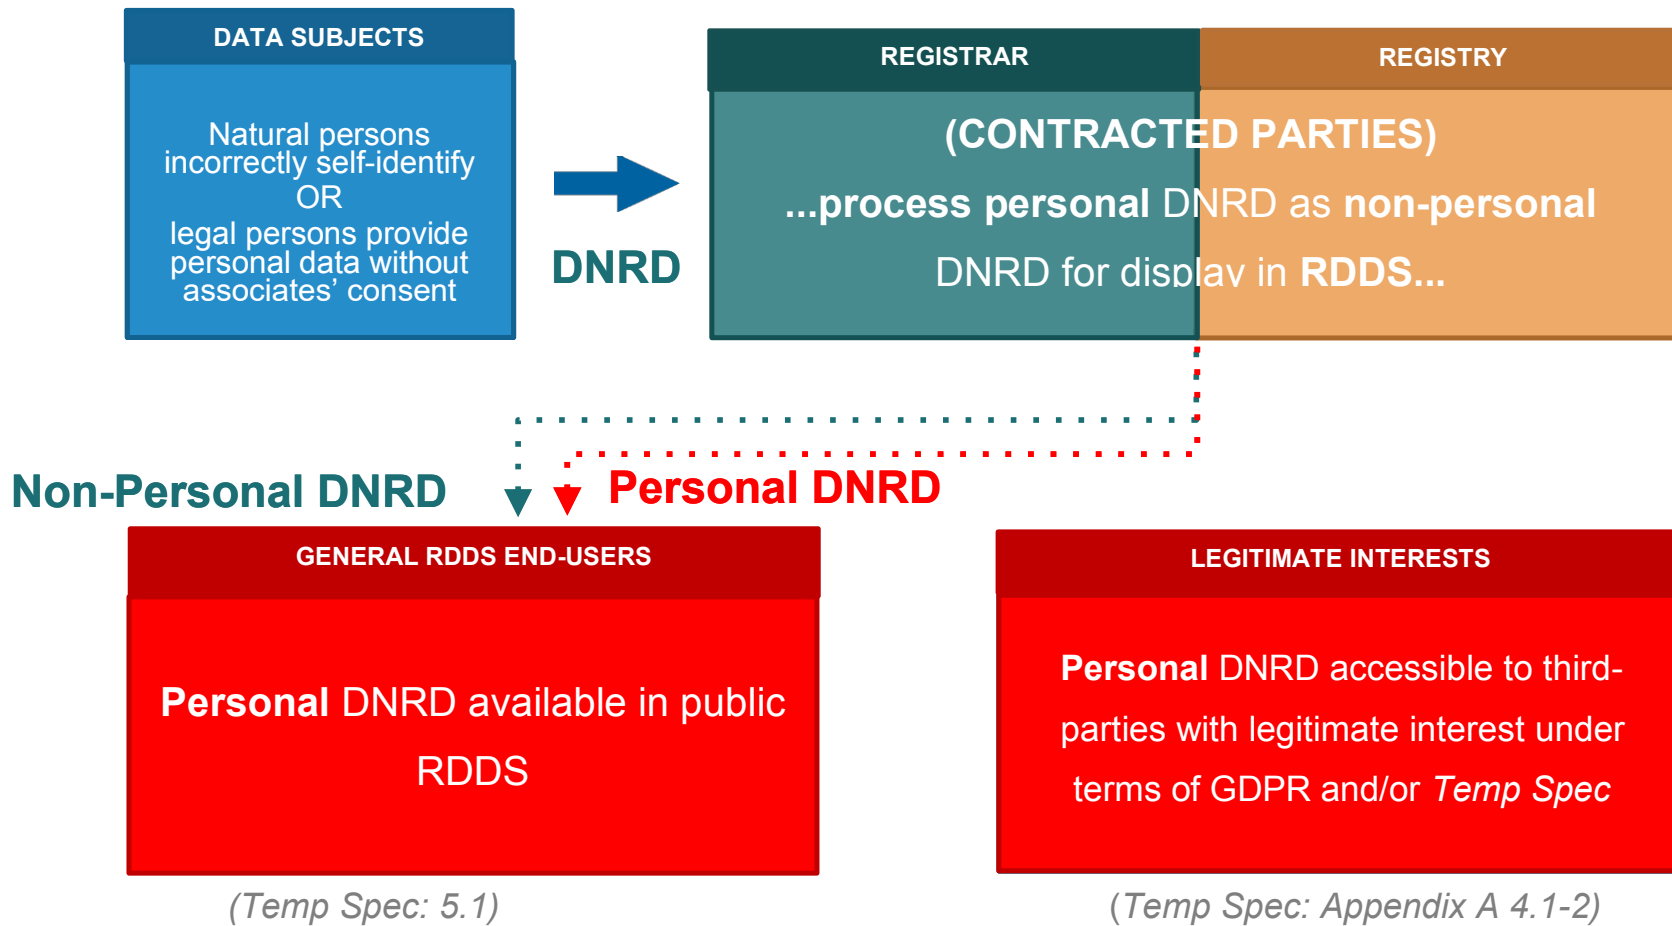 DATA SUBJECTS
Natural persons
incorrectly self-identify
OR
legal persons provide
personal data without
associates’ consent
DNRD
REGISTRAR
REGISTRY
(CONTRACTED PARTIES)
...process personal DNRD as non-personal
DNRD for display in RDDS...
Non-Personal DNRD
Personal DNRD
GENERAL RDDS END-USERS
Personal DNRD available in public
RDDS
(Temp Spec: 5.1)
LEGITIMATE INTERESTS
Personal DNRD accessible to third-
parties with legitimate interest under
terms of GDPR and/or Temp Spec
(Temp Spec: Appendix A 4.1-2)